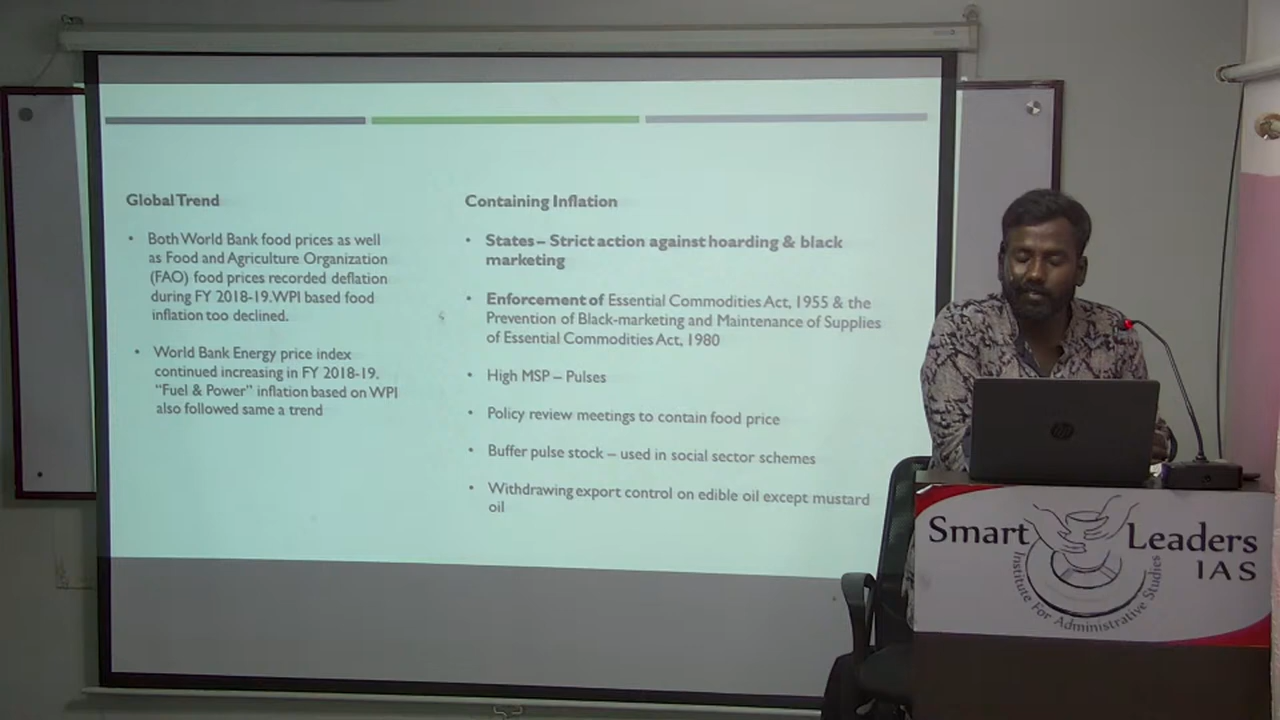 Global Trend
• Both World Bank food prices as well
as Food and Agriculture Organization
(FAO) food prices recorded deflation
during FY 2018-19. WPI based food
inflation too declined.
• World Bank Energy price index
continued increasing in FY 2018-19.
“Fuel & Power” inflation based on WPI
also followed same a trend
Containing Inflation
• States – Strict action against hoarding & black
marketing
• Enforcement of Essential Commodities Act, 1955 & the
Prevention of Black-marketing and Maintenance of Supplies
of Essential Commodities Act, 1980
• High MSP – Pulses
• Policy review meetings to contain food price
• Buffer pulse stock – used in social sector schemes
• Withdrawing export control on edible oil except mustard
oil
hp
Smart Leaders
IAS
Institute For Administrative Studies